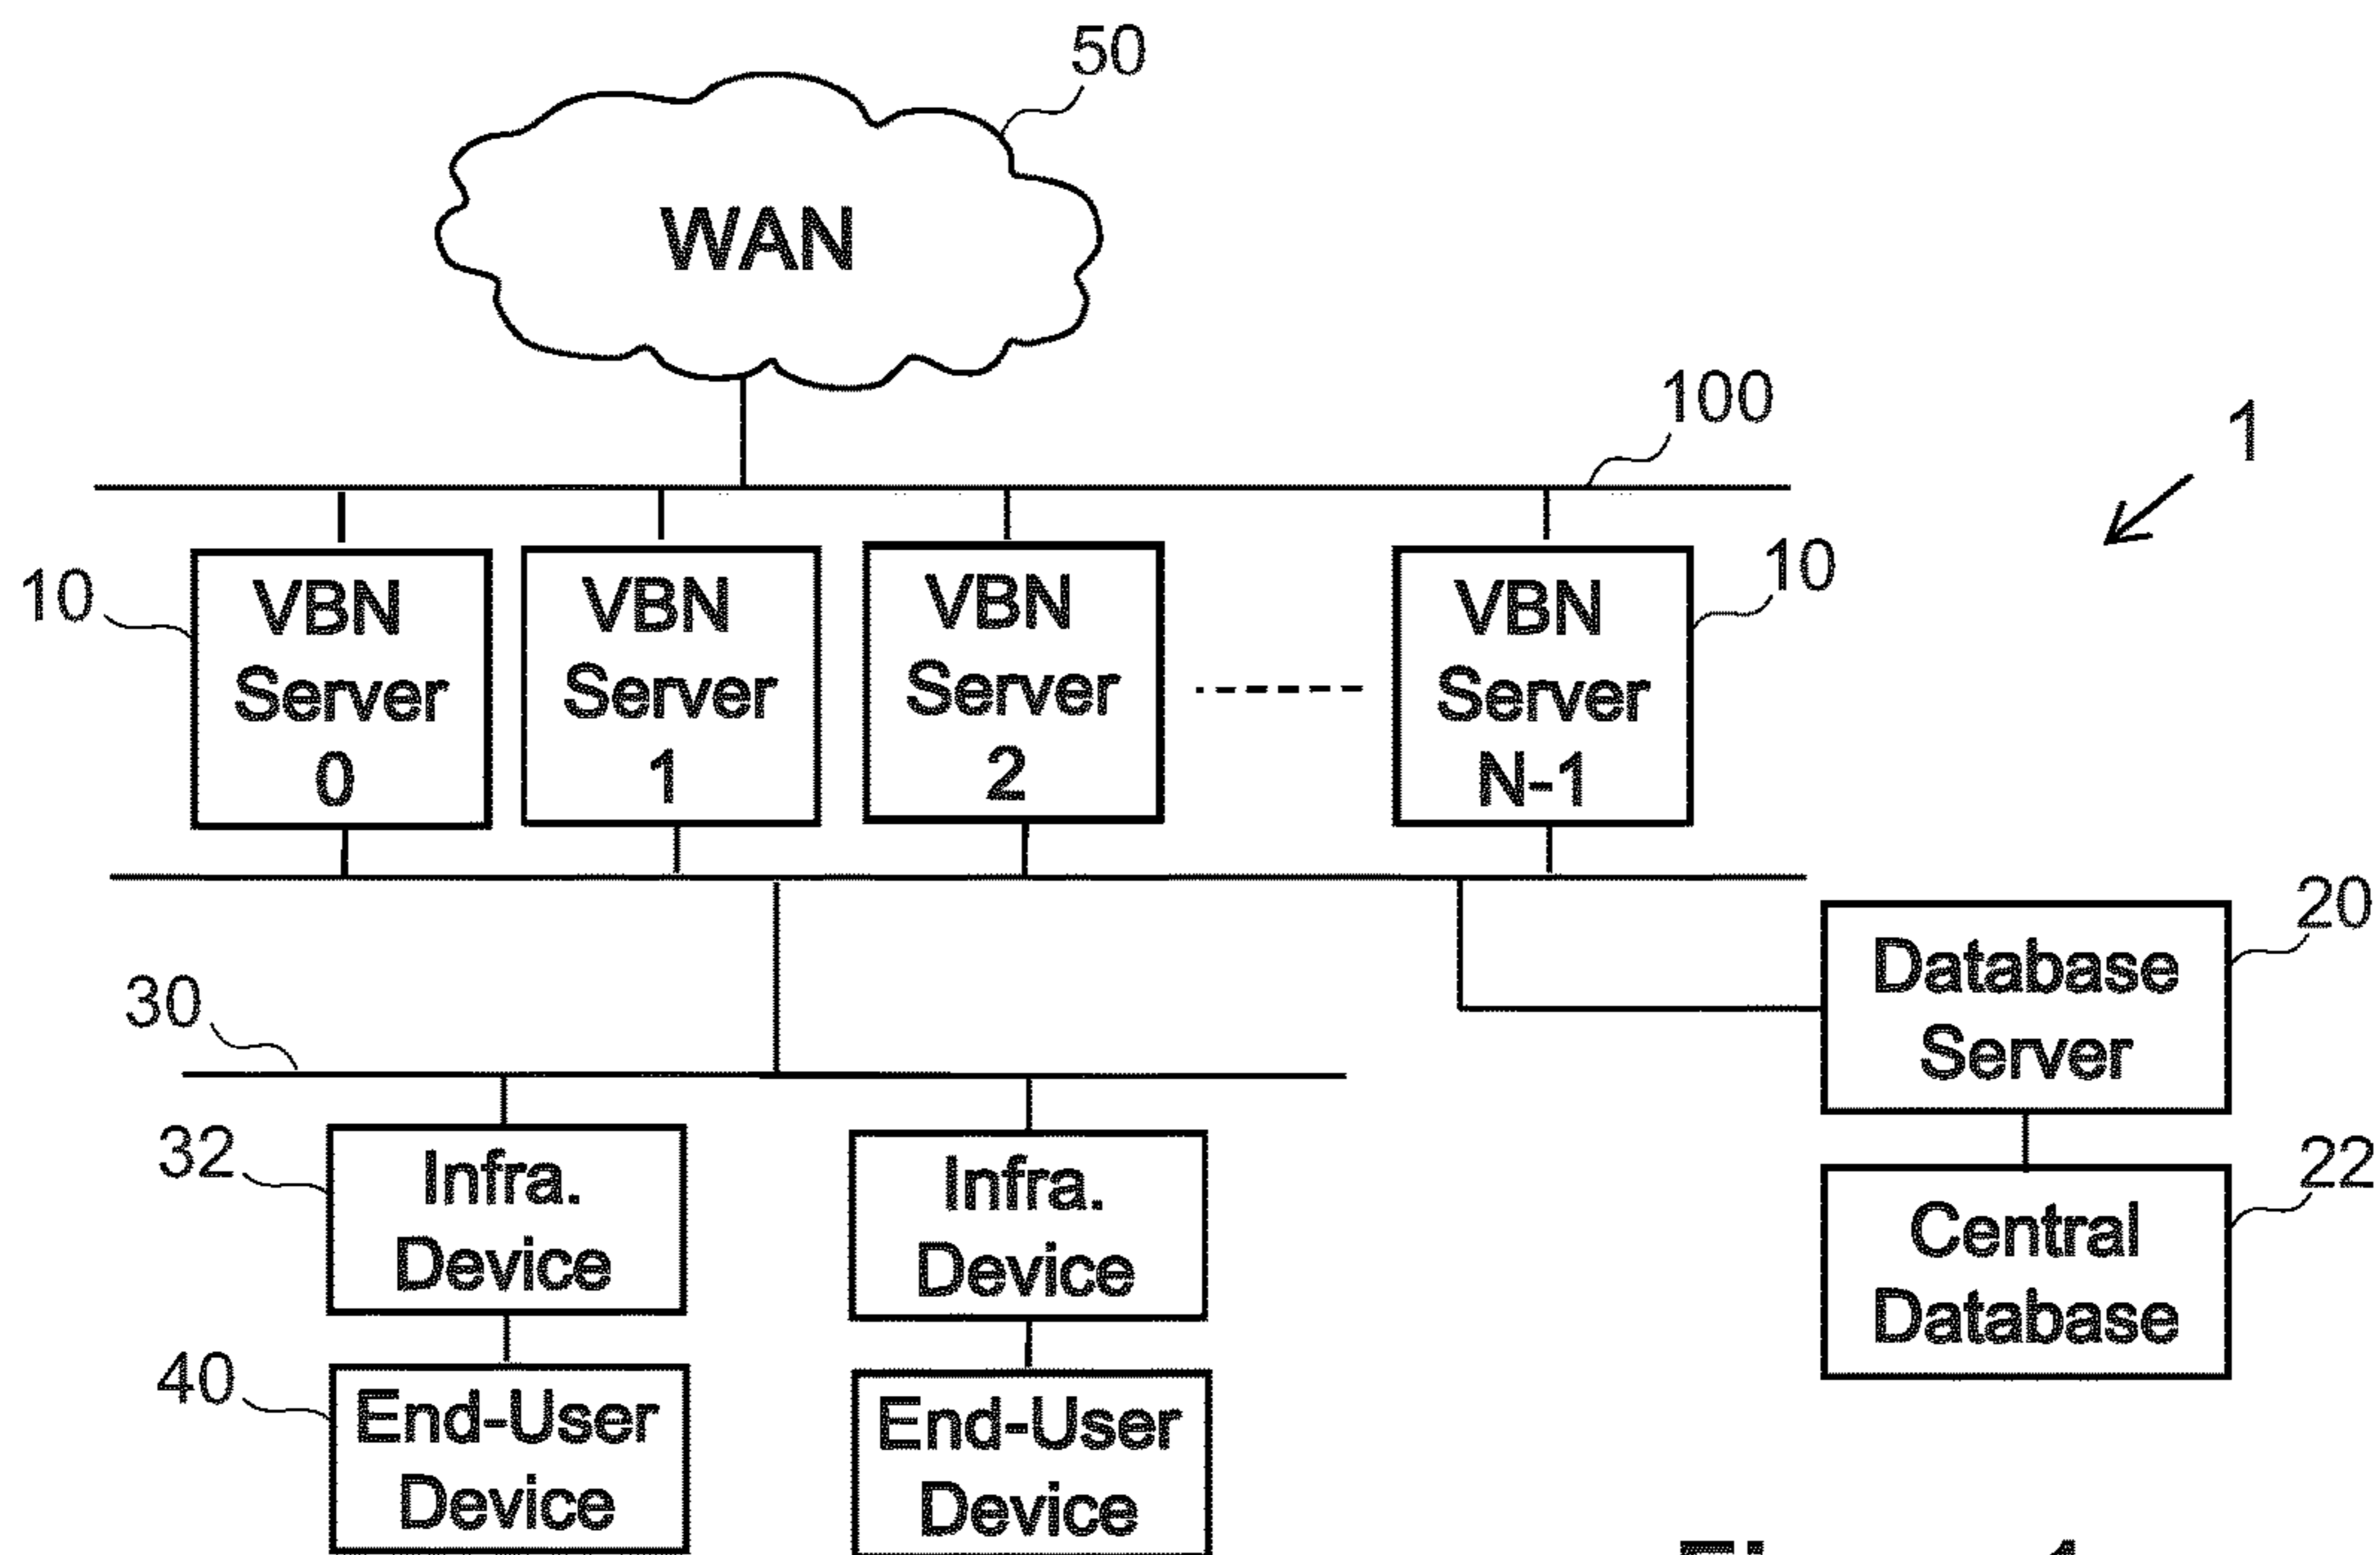 50
WAN
100
1
10
VBN
Server
0
VBN
Server
1
VBN
Server
2
VBN
Server
N-1
10
20
Database
Server
30
32
Infra.
Device
Infra.
Device
22
Central
Database
40
End-User
Device
End-User
Device